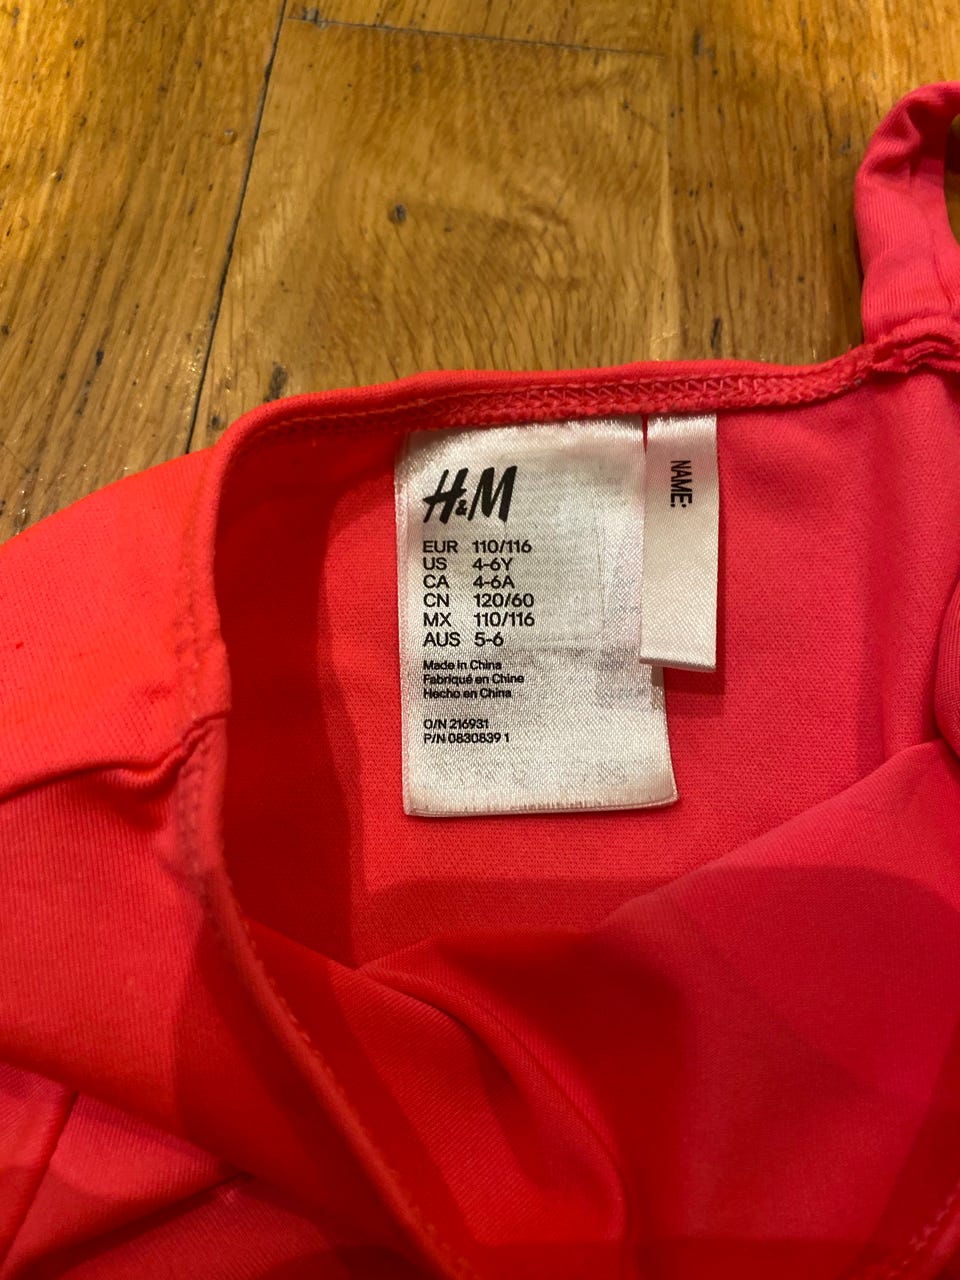 H&M
EUR 110/116
US 4-6Y
CA 4-6A
CN 120/60
MX 110/116
AUS 5-6
Made in China
Fabriqué en Chine
Hecho en China
O/N 216931
P/N 0830839 1
NAME: